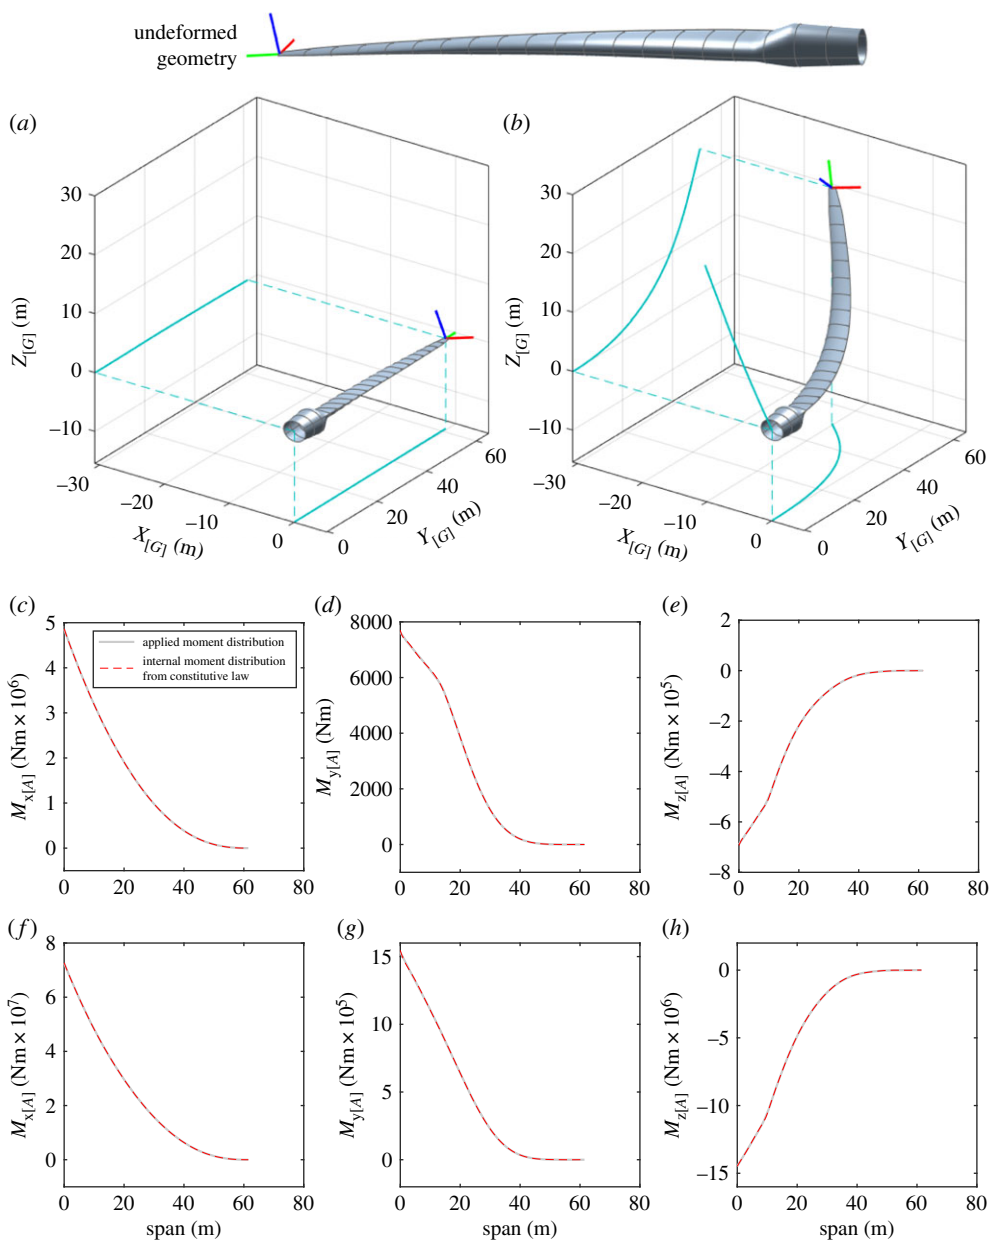 undeformed
geometry
(a)
(b)
30
20
10
0
−10
Z[G] (m)
−30
−20
−10
0
X[G] (m)
0
20
40
60
Y[G] (m)
30
20
10
0
−10
Z[G] (m)
−30
−20
−10
0
X[G] (m)
0
20
40
60
Y[G] (m)
(c)
5
4
3
2
1
0
Mx[A] (Nm × 10^6)
applied moment distribution
internal moment distribution
from constitutive law
0 20 40 60 80
(d)
8000
6000
4000
2000
0
My[A] (Nm)
0 20 40 60 80
(e)
2
0
−2
−4
−6
−8
Mz[A] (Nm × 10^5)
0 20 40 60 80
(f)
8
6
4
2
0
Mx[A] (Nm × 10^7)
0 20 40 60 80
span (m)
(g)
15
10
5
0
My[A] (Nm × 10^5)
0 20 40 60 80
span (m)
(h)
0
−5
−10
−15
Mz[A] (Nm × 10^6)
0 20 40 60 80
span (m)